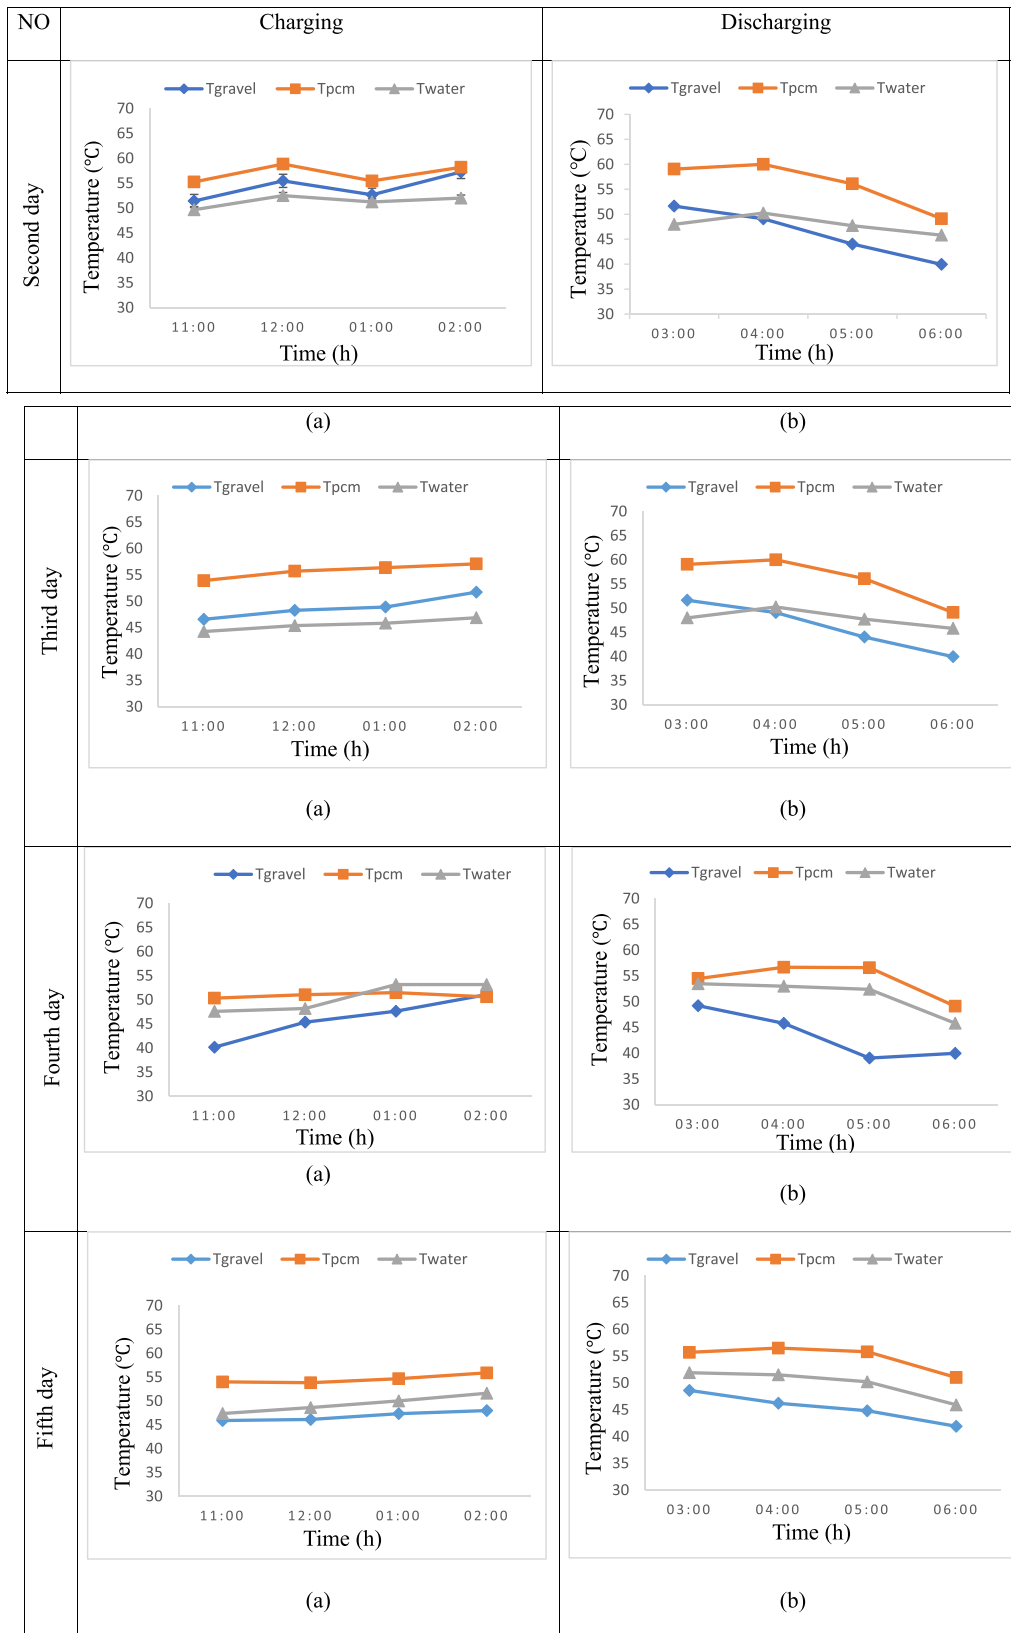 NO Charging Discharging
Second day
Tgravel Tpcm Twater
Temperature (℃)
70
65
60
55
50
45
40
35
30
11:00 12:00 01:00 02:00
Time (h)
Tgravel Tpcm Twater
Temperature (℃)
70
65
60
55
50
45
40
35
30
03:00 04:00 05:00 06:00
Time (h)
(a) (b)
Third day
Tgravel Tpcm Twater
Temperature (℃)
70
65
60
55
50
45
40
35
30
11:00 12:00 01:00 02:00
Time (h)
Tgravel Tpcm Twater
Temperature (℃)
70
65
60
55
50
45
40
35
30
03:00 04:00 05:00 06:00
Time (h)
(a) (b)
Fourth day
Tgravel Tpcm Twater
Temperature (℃)
70
65
60
55
50
45
40
35
30
11:00 12:00 01:00 02:00
Time (h)
(a)
Tgravel Tpcm Twater
Temperature (℃)
70
65
60
55
50
45
40
35
30
03:00 04:00 05:00 06:00
Time (h)
(b)
Fifth day
Tgravel Tpcm Twater
Temperature (℃)
70
65
60
55
50
45
40
35
30
11:00 12:00 01:00 02:00
Time (h)
Tgravel Tpcm Twater
Temperature (℃)
70
65
60
55
50
45
40
35
30
03:00 04:00 05:00 06:00
Time (h)
(a) (b)